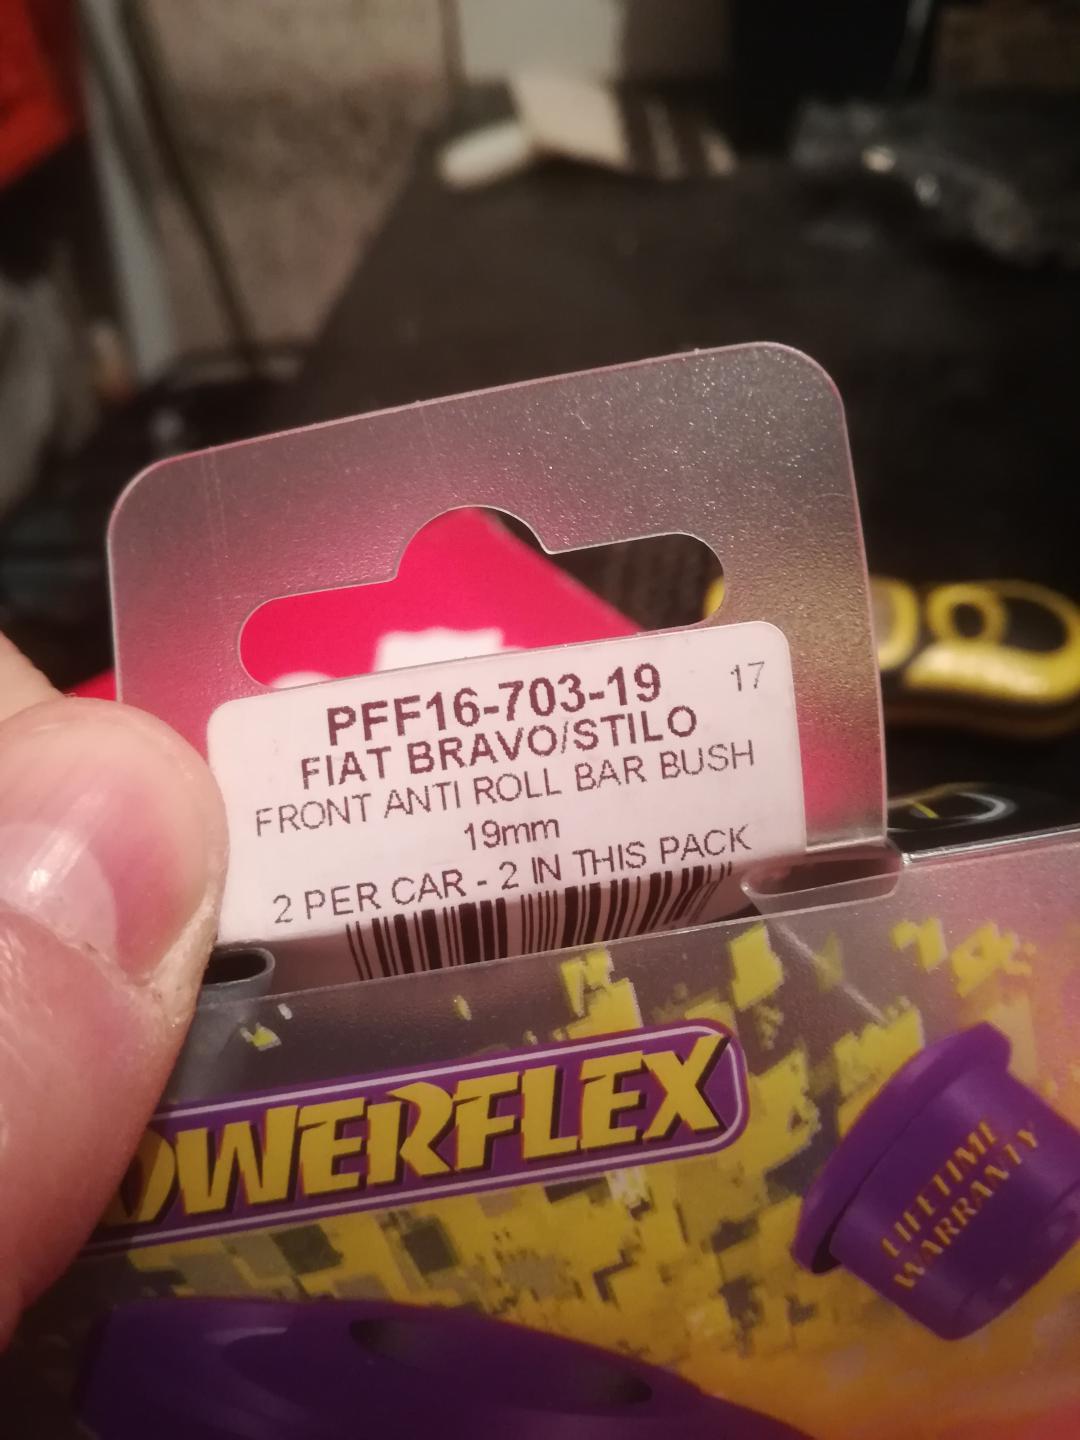 PFF16-703-19
17
FIAT BRAVO/STILO
FRONT ANTI ROLL BAR BUSH
19mm
2 PER CAR - 2 IN THIS PACK
OWERFLEX
LIFETIME
WARRANTY